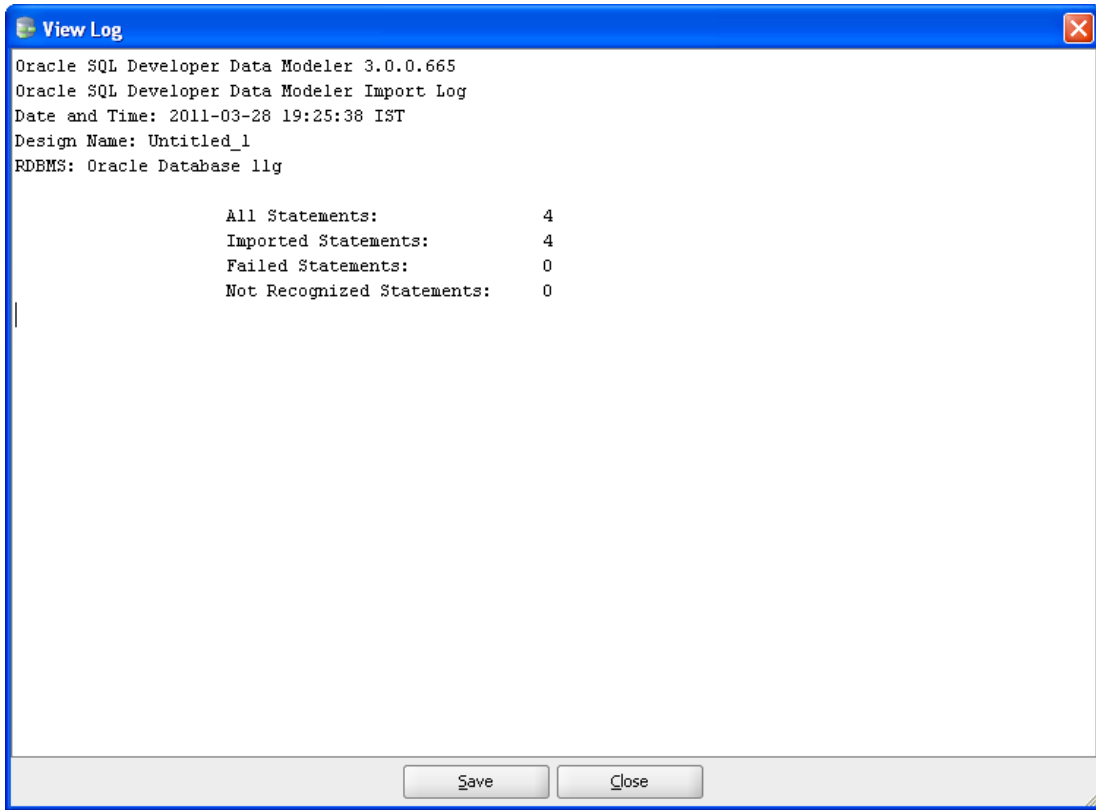 View Log
Oracle SQL Developer Data Modeler 3.0.0.665
Oracle SQL Developer Data Modeler Import Log
Date and Time: 2011-03-28 19:25:38 IST
Design Name: Untitled_1
RDBMS: Oracle Database 11g
All Statements: 4
Imported Statements: 4
Failed Statements: 0
Not Recognized Statements: 0
Save Close